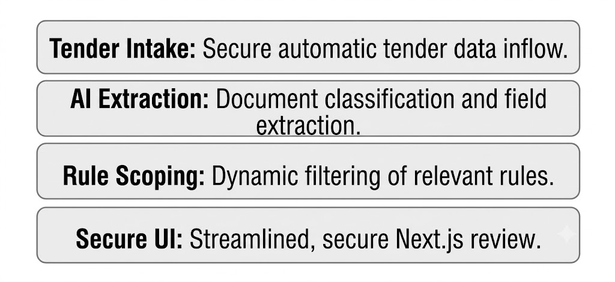 Tender Intake: Secure automatic tender data inflow.
AI Extraction: Document classification and field
extraction.
Rule Scoping: Dynamic filtering of relevant rules.
Secure UI: Streamlined, secure Next.js review.